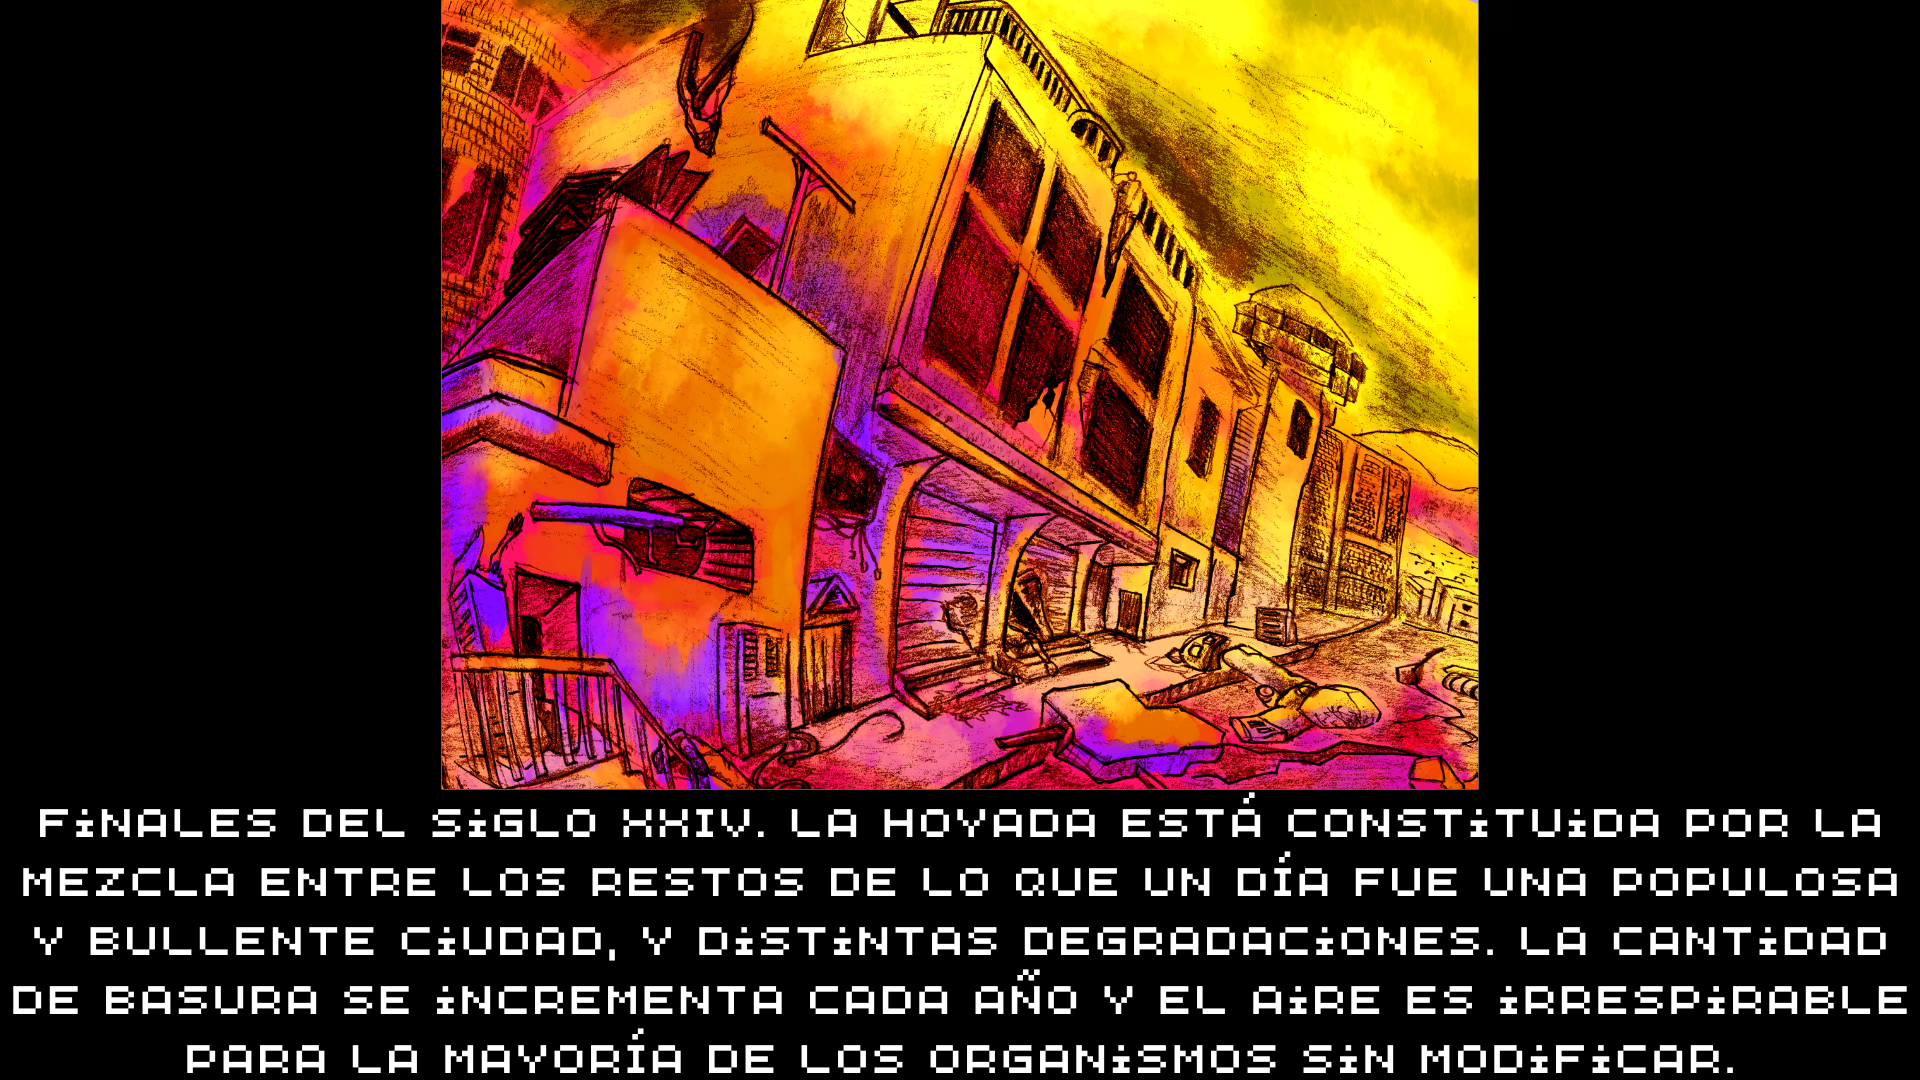 FINALES DEL SIGLO XXIV. LA HOYADA ESTÁ CONSTITUIDA POR LA
MEZCLA ENTRE LOS RESTOS DE LO QUE UN DÍA FUE UNA POPULOSA
Y BULLENTE CIUDAD, Y DISTINTAS DEGRADACIONES. LA CANTIDAD
DE BASURA SE INCREMENTA CADA AÑO Y EL AIRE ES IRRESPIRABLE
PARA LA MAYORÍA DE LOS ORGANISMOS SIN MODIFICAR.